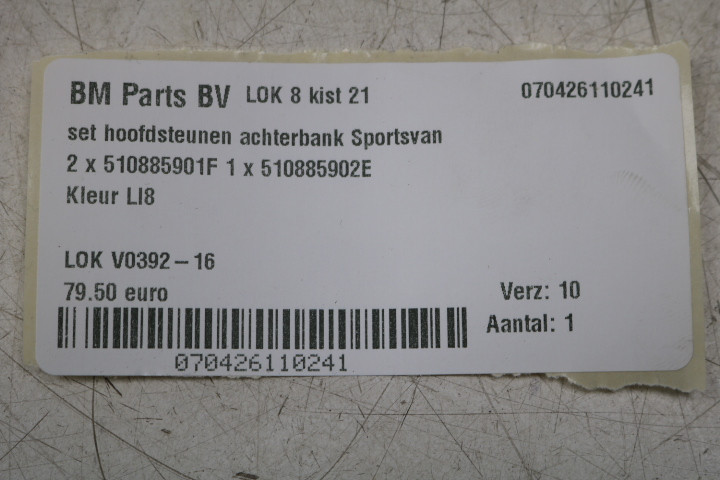 BM Parts BV LOK 8 kist 21 070426110241
set hoofdsteunen achterbank Sportsvan
2 x 510885901F 1 x 510885902E
Kleur LI8
LOK V0392-16
79.50 euro
Verz: 10
Aantal: 1
070426110241